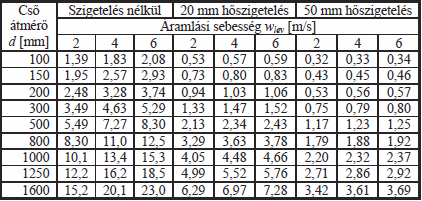 Cső átmérő d [mm] Szigetelés nélkül 20 mm hőszigetelés 50 mm hőszigetelés
Áramlási sebesség wlev [m/s]
2 4 6 2 4 6 2 4 6
100 1,39 1,83 2,08 0,53 0,57 0,59 0,32 0,33 0,34
150 1,95 2,57 2,93 0,73 0,80 0,83 0,43 0,45 0,46
200 2,48 3,28 3,74 0,94 1,03 1,06 0,53 0,56 0,57
300 3,49 4,63 5,29 1,33 1,47 1,52 0,75 0,79 0,80
500 5,49 7,27 8,30 2,13 2,34 2,43 1,17 1,23 1,25
800 8,30 11,0 12,5 3,29 3,63 3,78 1,79 1,88 1,92
1000 10,1 13,4 15,3 4,05 4,48 4,66 2,20 2,32 2,37
1250 12,2 16,2 18,5 4,99 5,52 5,76 2,71 2,86 2,92
1600 15,2 20,1 23,0 6,29 6,97 7,28 3,42 3,61 3,69